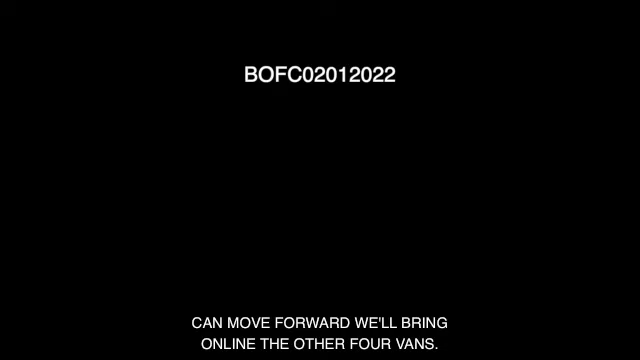 BOFC02012022
CAN MOVE FORWARD WE'LL BRING
ONLINE THE OTHER FOUR VANS.